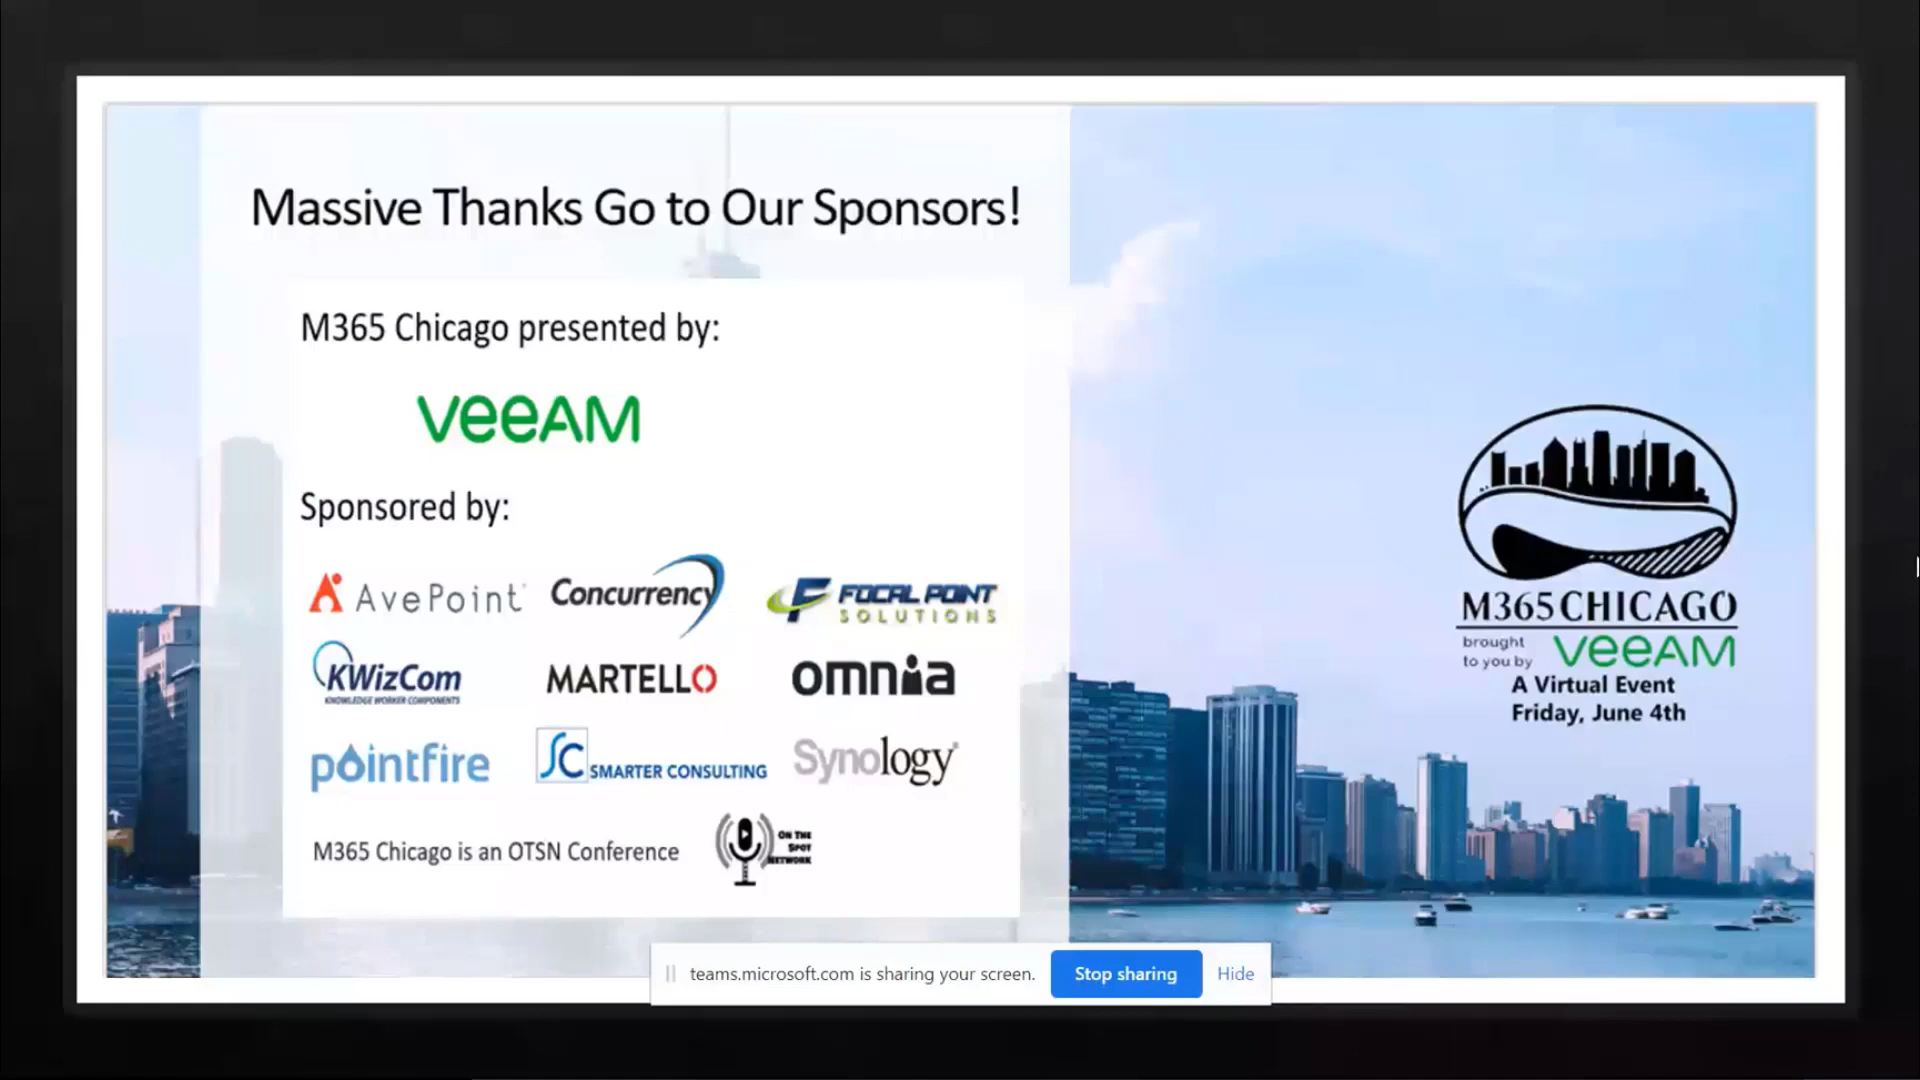 Massive Thanks Go to Our Sponsors!
M365 Chicago presented by:
veeAM
Sponsored by:
AvePoint
Concurrency
FOCAL POINT
SOLUTIONS
KWizCom
KNOWLEDGE WORKER COMPONENTS
MARTELLO
omnia
pointfire
SC SMARTER CONSULTING
Synology
M365 Chicago is an OTSN Conference
ON THE
SPOT
NETWORK
M365 CHICAGO
brought
to you by
veeAM
A Virtual Event
Friday, June 4th
teams.microsoft.com is sharing your screen.
Stop sharing
Hide